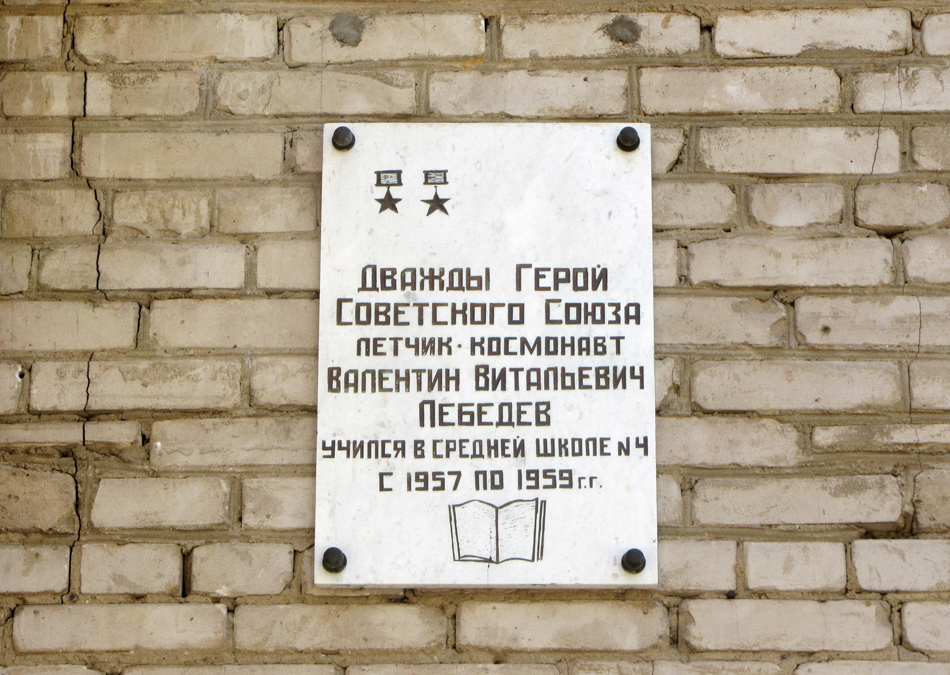 Дважды Герой
Советского Союза
летчик·космонавт
Валентин Витальевич
Лебедев
учился в средней школе №4
с 1957 по 1959 г.г.